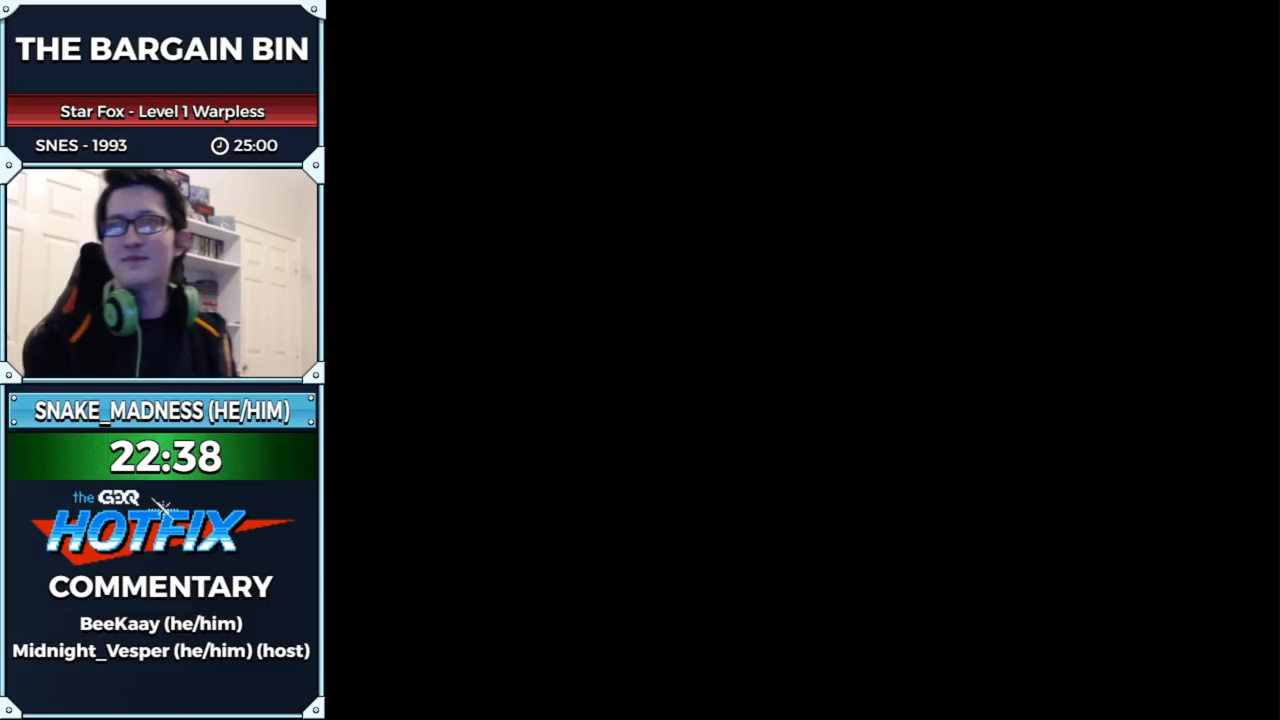 THE BARGAIN BIN
Star Fox - Level 1 Warpless
SNES - 1993
25:00
SNAKE_MADNESS (HE/HIM)
22:38
the GDQ
HOTFIX
COMMENTARY
BeeKaay (he/him)
Midnight_Vesper (he/him) (host)